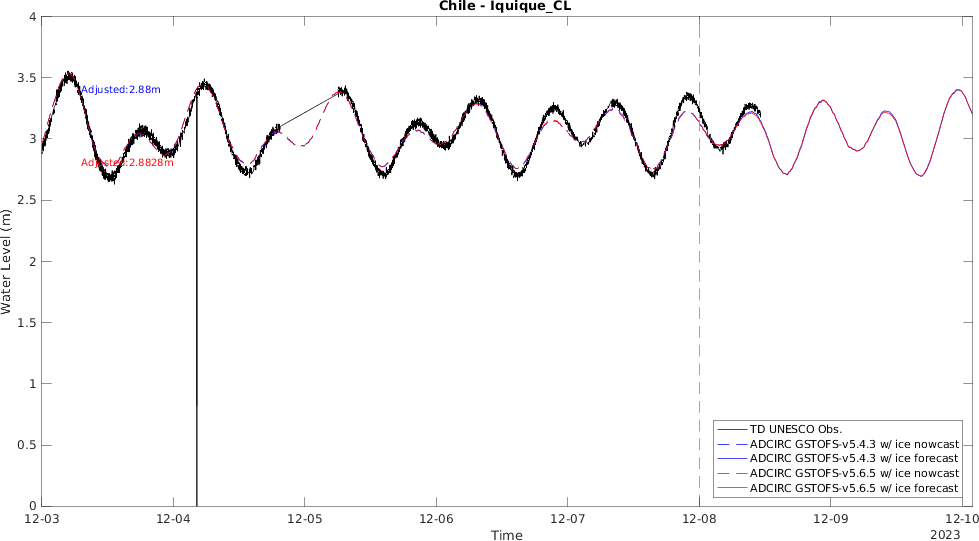 Chile - Iquique_CL
4
3.5
3
2.5
2
1.5
1
0.5
0
Water Level (m)
Adjusted:2.88m
Adjusted:2.8828m
TD UNESCO Obs.
ADCIRC GSTOFS-v5.4.3 w/ ice nowcast
ADCIRC GSTOFS-v5.4.3 w/ ice forecast
ADCIRC GSTOFS-v5.6.5 w/ ice nowcast
ADCIRC GSTOFS-v5.6.5 w/ ice forecast
12-03 12-04 12-05 12-06 12-07 12-08 12-09 12-10
Time
2023